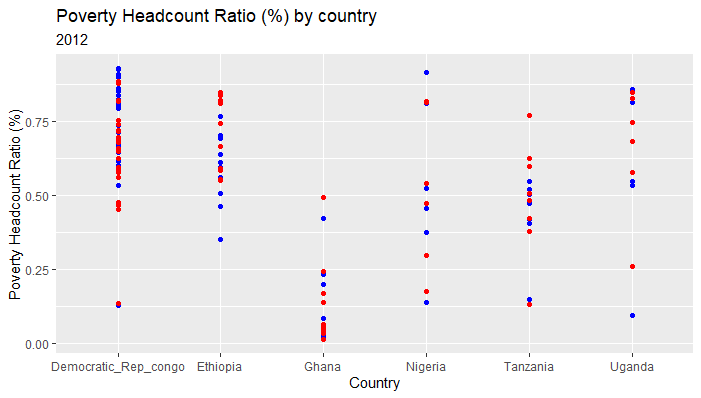 Poverty Headcount Ratio (%) by country
2012
Poverty Headcount Ratio (%)
0.75
0.50
0.25
0.00
Democratic_Rep_congo Ethiopia Ghana Nigeria Tanzania Uganda
Country